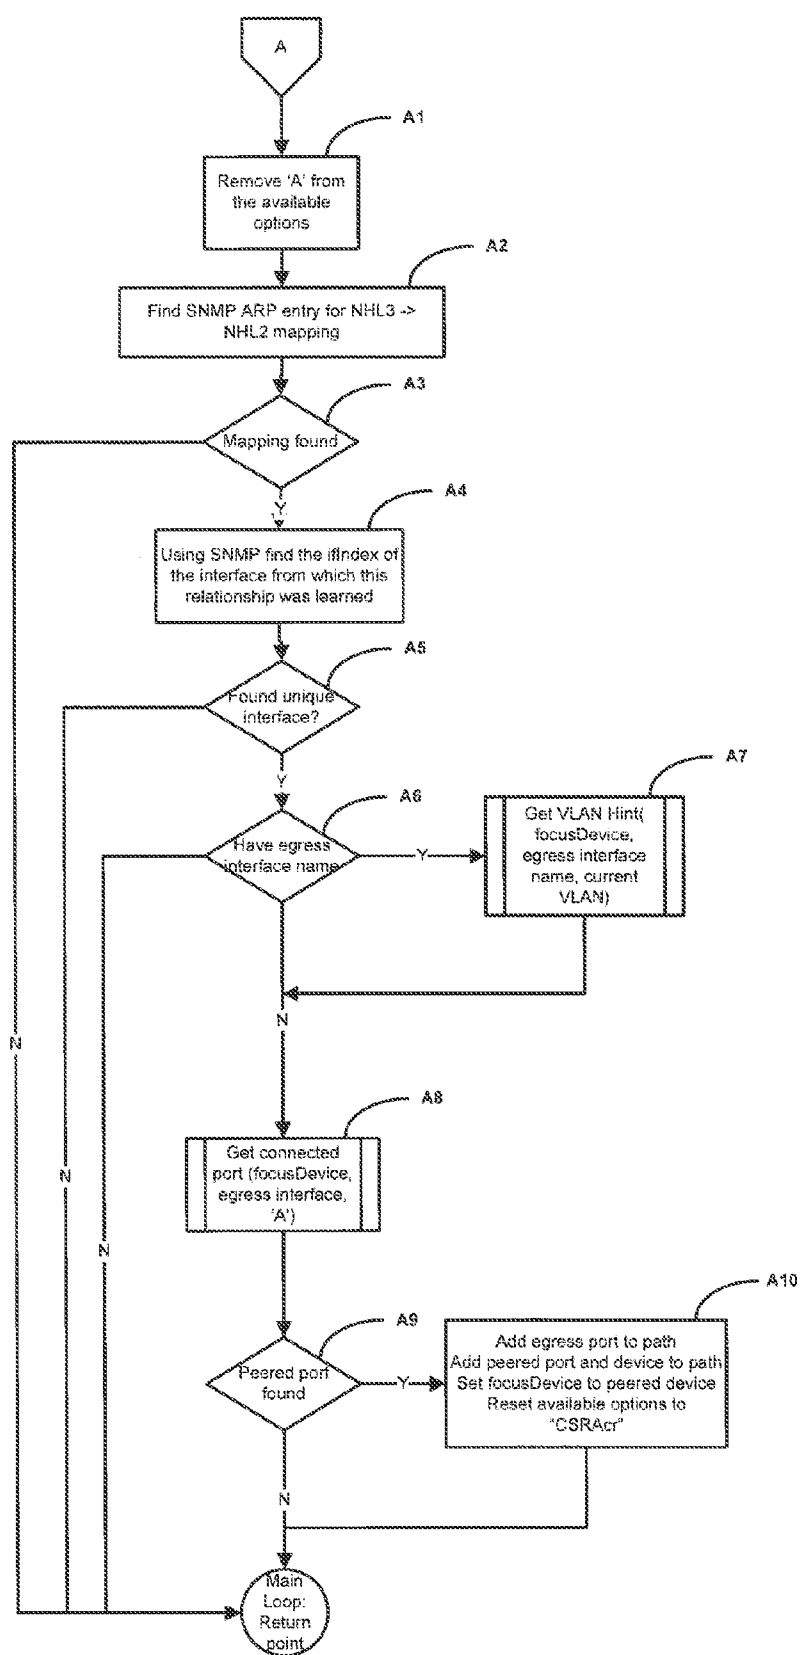 A
A1
Remove 'A' from
the available
options
A2
Find SNMP ARP entry for NHL3 ->
NHL2 mapping
A3
Mapping found
Y
A4
Using SNMP find the ifIndex of
the interface from which this
relationship was learned
A5
Found unique
interface?
Y
A6
Have egress
interface name
Y
A7
Get VLAN Hint(
focusDevice,
egress interface
name, current
VLAN)
N
N
N
N
A8
Get connected
port (focusDevice,
egress interface,
'A')
A9
Peered port
found
Y
A10
Add egress port to path
Add peered port and device to path
Set focusDevice to peered device
Reset available options to
"CSRAcr"
N
Main
Loop:
Return
point